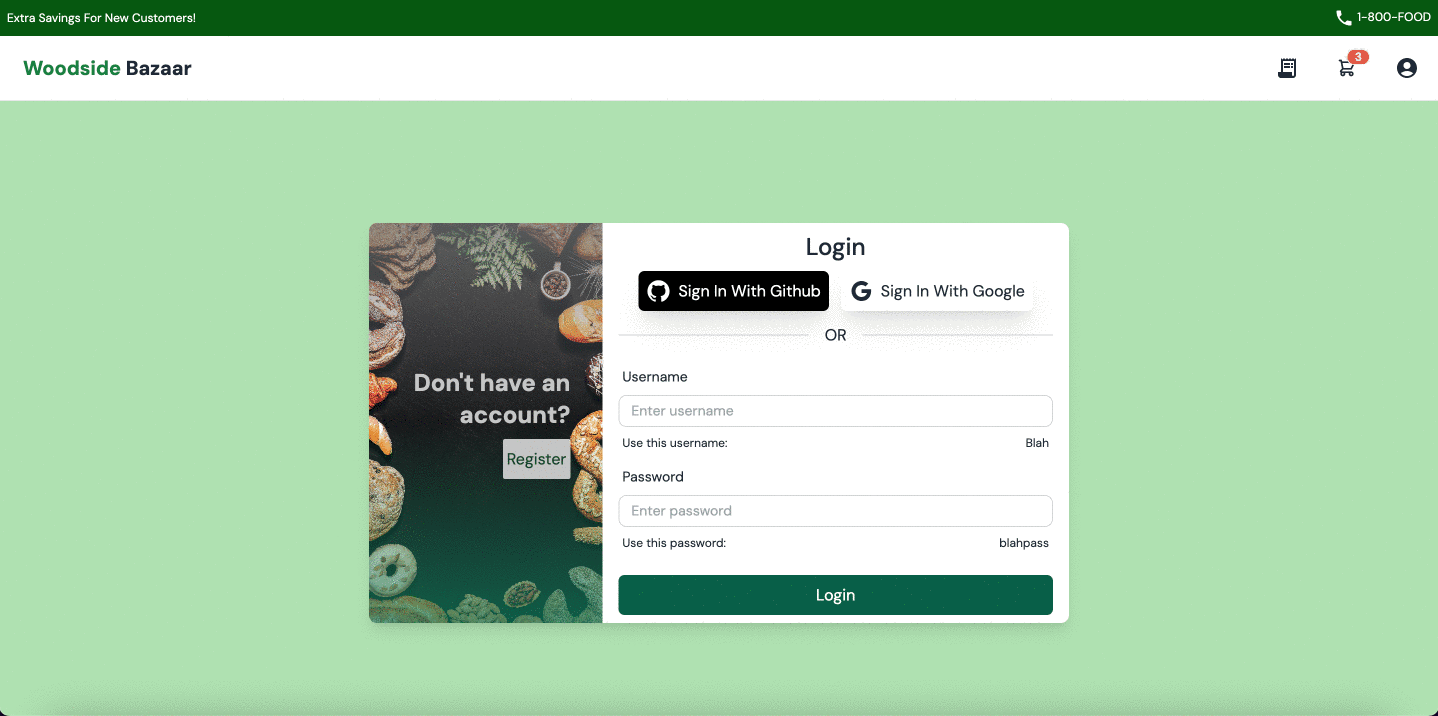 Extra Savings For New Customers!
1-800-FOOD
Woodside Bazaar
3
Don't have an
account?
Register
Login
Sign In With Github
Sign In With Google
OR
Username
Enter username
Use this username:
Blah
Password
Enter password
Use this password:
blahpass
Login